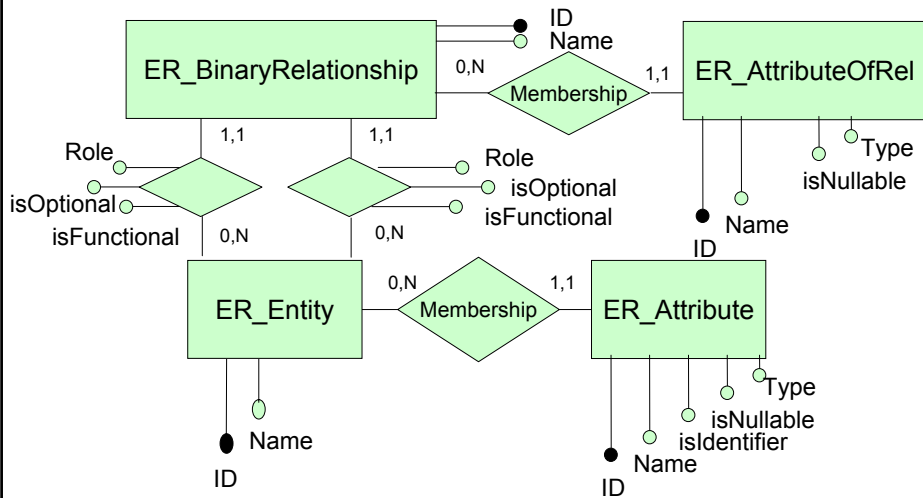 ID
Name
ER_BinaryRelationship
0,N
Membership
1,1
ER_AttributeOfRel
1,1
1,1
Role
isOptional
isFunctional
Role
isOptional
isFunctional
Type
isNullable
Name
ID
0,N
0,N
ER_Entity
0,N
Membership
1,1
ER_Attribute
Name
ID
Type
isNullable
isIdentifier
Name
ID